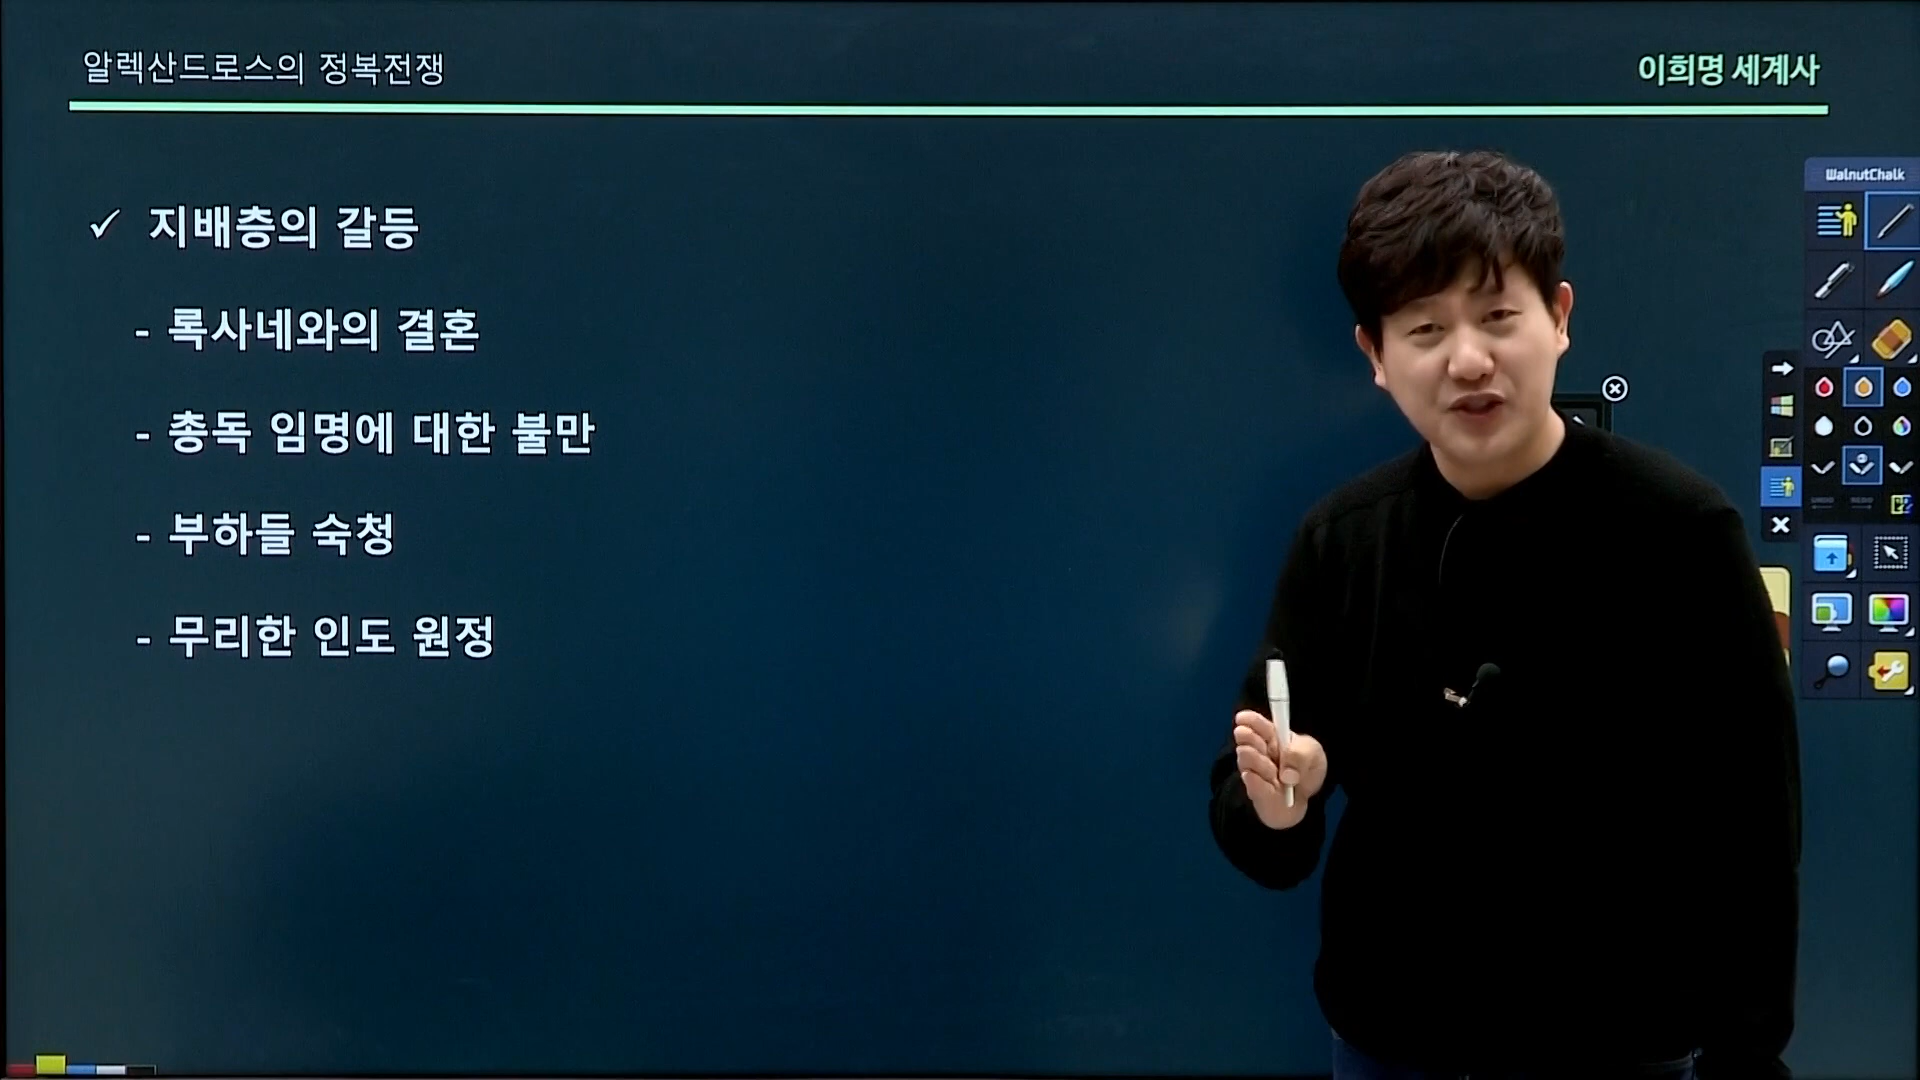 알렉산드로스의 정복전쟁
이희명 세계사
WalnutChalk
✓ 지배층의 갈등
- 록사네와의 결혼
- 총독 임명에 대한 불만
- 부하들 숙청
- 무리한 인도 원정